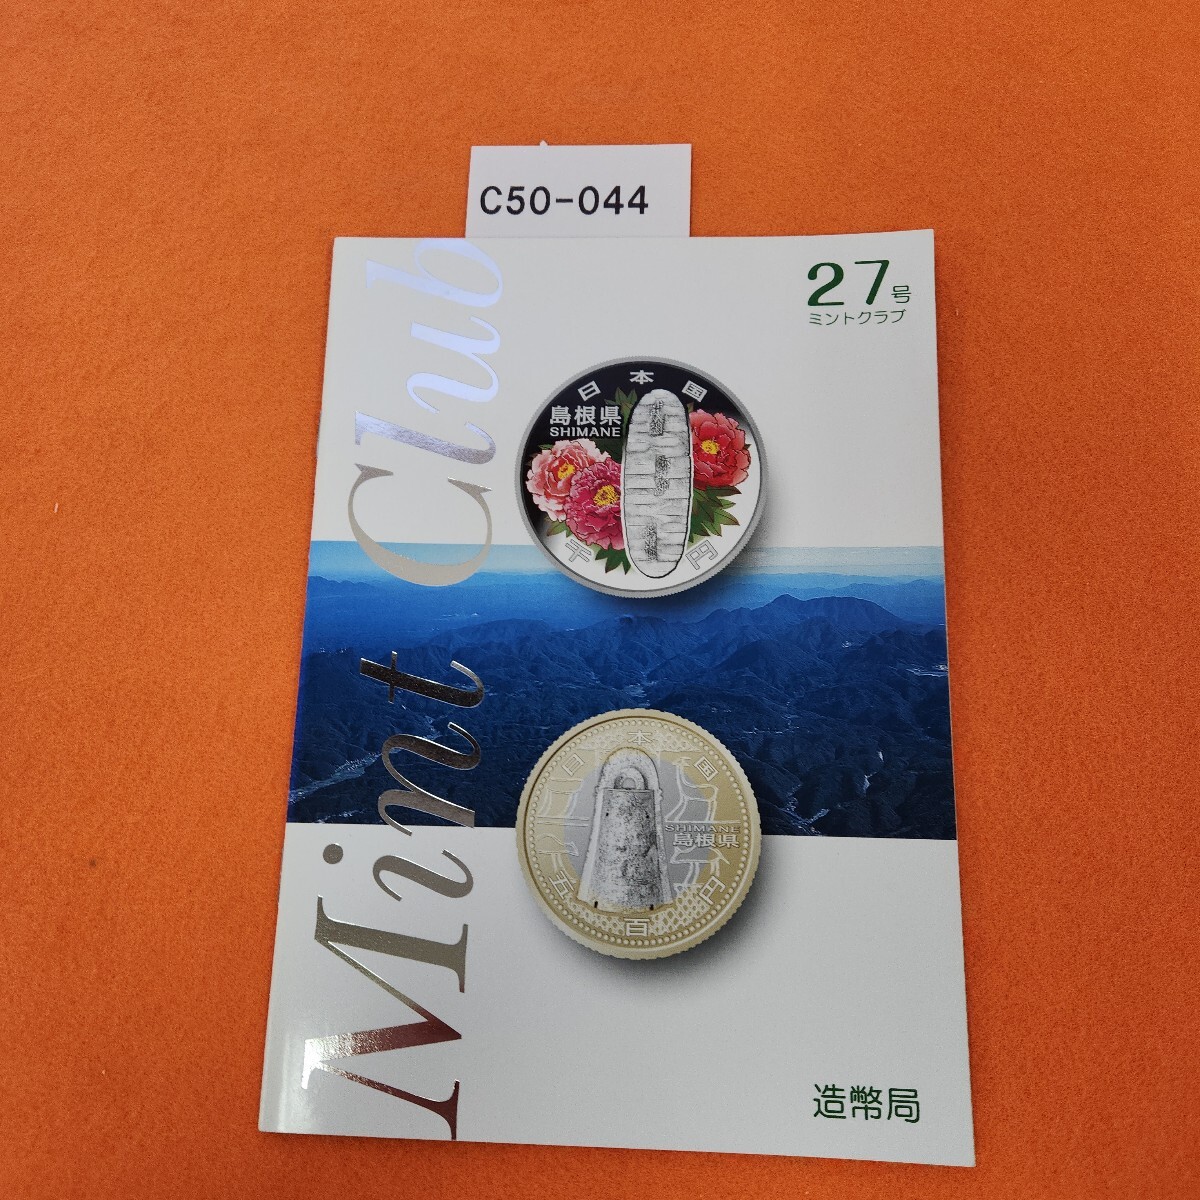 C50-044
27号
ミントクラブ
Mint Club
日本国
島根県
SHIMANE
千円
日本国
SHIMANE
島根県
五百円
造幣局